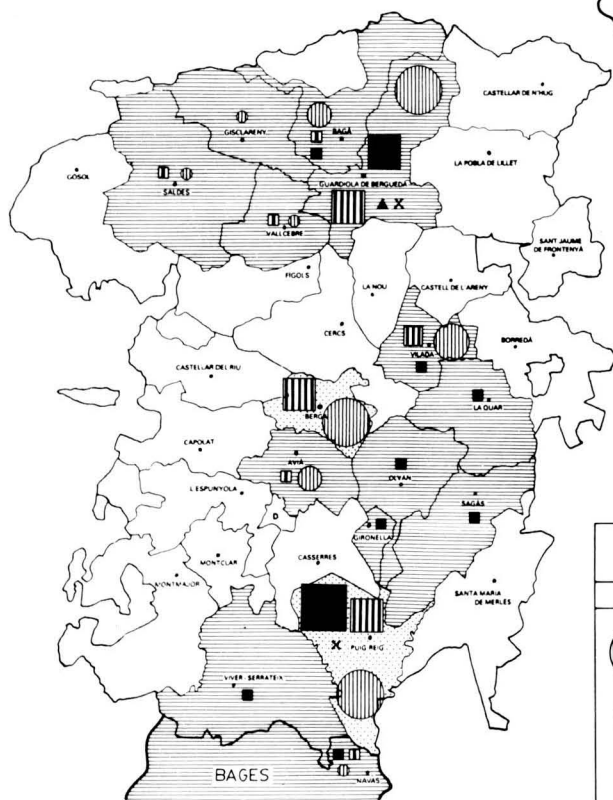 CASTELLAR DE N'HUG
GISCLARENY
BAGÀ
LA POBLA DE LILLET
GÓSOL
SALDES
GUARDIOLA DE BERGUEDÀ
X
VALLCEBRE
SANT JAUME
DE FRONTENYÀ
FÍGOLS
LA NOU
CASTELL DE L'ARENY
CERCS
BORREDÀ
VILADA
CASTELLAR DEL RIU
LA QUAR
BERGA
CAPOLAT
AVIÀ
OLVAN
L'ESPUNYOLA
SAGÀS
D
GIRONELLA
MONTCLAR
CASSERRES
MONTMAJOR
SANTA MARIA
DE MERLES
X
PUIG REIG
VIVER-SERRATEIX
BAGES
NAVAS